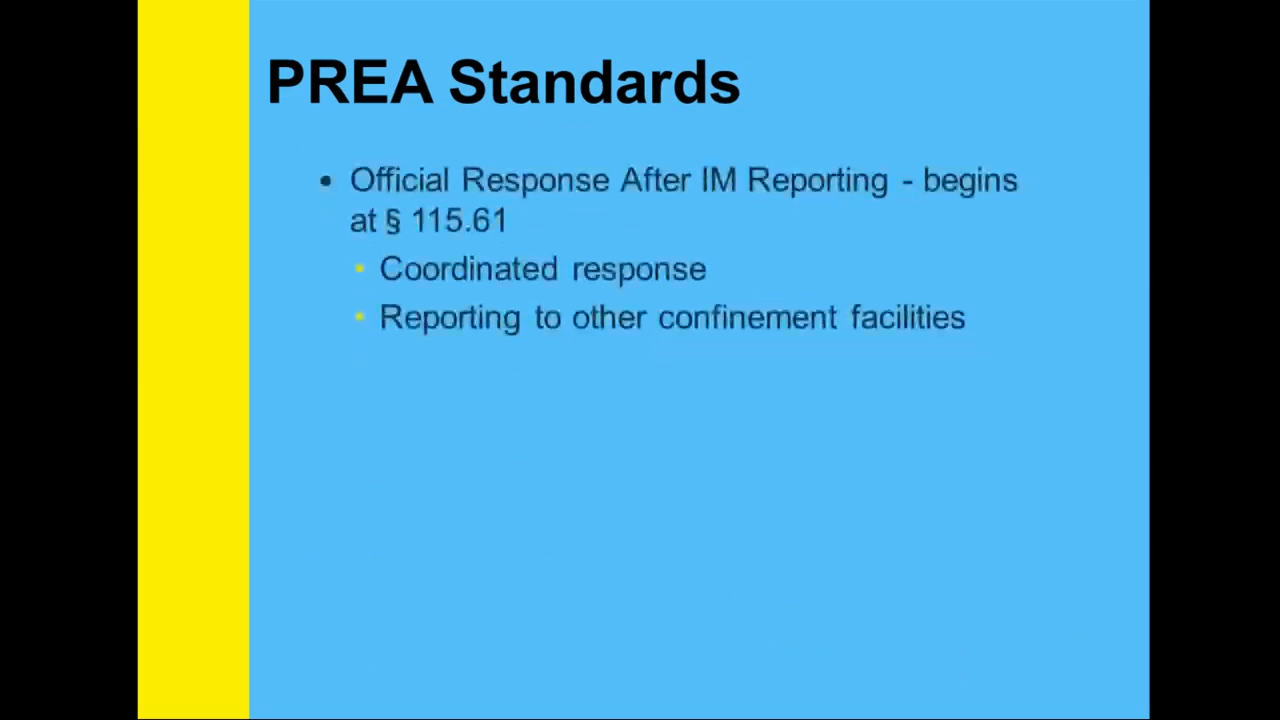 PREA Standards
• Official Response After IM Reporting - begins
at § 115.61
▪ Coordinated response
▪ Reporting to other confinement facilities